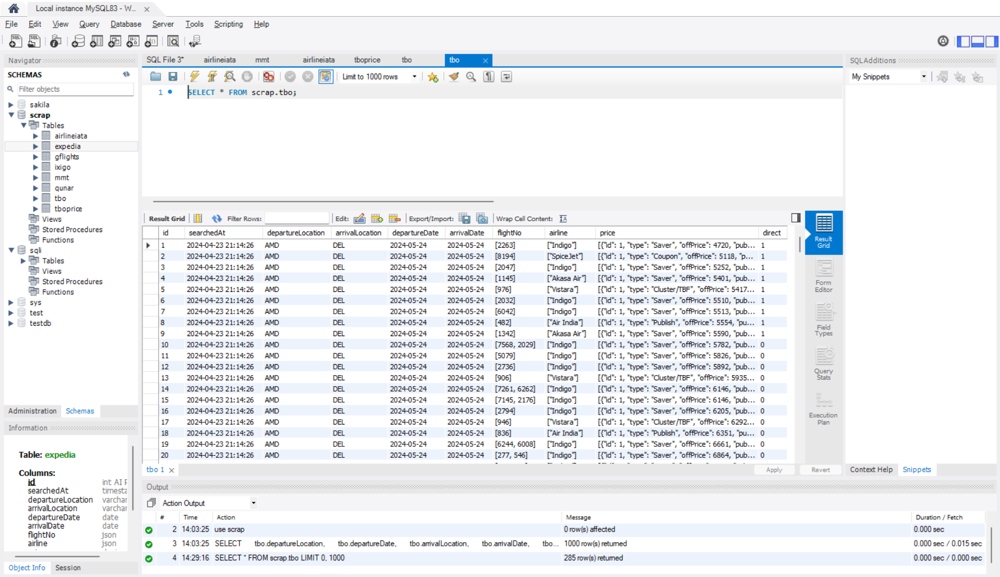 Local instance MySQL83 - W...
File Edit View Query Database Server Tools Scripting Help
Navigator
SCHEMAS
Filter objects
sakila
scrap
Tables
airlineiata
expedia
gflights
ixigo
mmt
qunar
tbo
tboprice
Views
Stored Procedures
Functions
sqli
Tables
Views
Stored Procedures
Functions
sys
test
testdb
Administration Schemas
Information
Table: expedia
Columns:
id int AI P
searchedAt timesta
departureLocation varchar
arrivalLocation varchar
departureDate date
arrivalDate date
flightNo json
airline json
Object Info Session
SQL File 3* airlineiata mmt airlineiata tboprice tbo tbo
Limit to 1000 rows
1 SELECT * FROM scrap.tbo;
Result Grid Filter Rows: Edit: Export/Import: Wrap Cell Content:
id searchedAt departureLocation arrivalLocation departureDate arrivalDate flightNo airline price direct
1 2024-04-23 21:14:26 AMD DEL 2024-05-24 2024-05-24 [2263] ["Indigo"] [{"id": 1, "type": "Saver", "offPrice": 4720, "pub... 1
2 2024-04-23 21:14:26 AMD DEL 2024-05-24 2024-05-24 [8194] ["SpiceJet"] [{"id": 1, "type": "Coupon", "offPrice": 5118, "p... 1
3 2024-04-23 21:14:26 AMD DEL 2024-05-24 2024-05-24 [2047] ["Indigo"] [{"id": 1, "type": "Saver", "offPrice": 5252, "pub... 1
4 2024-04-23 21:14:26 AMD DEL 2024-05-24 2024-05-24 [1145] ["Akasa Air"] [{"id": 1, "type": "Saver", "offPrice": 5401, "pub... 1
5 2024-04-23 21:14:26 AMD DEL 2024-05-24 2024-05-24 [976] ["Vistara"] [{"id": 1, "type": "Cluster/TBF", "offPrice": 5417... 1
6 2024-04-23 21:14:26 AMD DEL 2024-05-24 2024-05-24 [2032] ["Indigo"] [{"id": 1, "type": "Saver", "offPrice": 5510, "pub... 1
7 2024-04-23 21:14:26 AMD DEL 2024-05-24 2024-05-24 [6042] ["Indigo"] [{"id": 1, "type": "Saver", "offPrice": 5513, "pub... 1
8 2024-04-23 21:14:26 AMD DEL 2024-05-24 2024-05-24 [482] ["Air India"] [{"id": 1, "type": "Publish", "offPrice": 5554, "pu... 1
9 2024-04-23 21:14:26 AMD DEL 2024-05-24 2024-05-24 [1342] ["Akasa Air"] [{"id": 1, "type": "Saver", "offPrice": 5590, "pub... 1
10 2024-04-23 21:14:26 AMD DEL 2024-05-24 2024-05-24 [7568, 2029] ["Indigo"] [{"id": 1, "type": "Saver", "offPrice": 5782, "pub... 0
11 2024-04-23 21:14:26 AMD DEL 2024-05-24 2024-05-24 [5079] ["Indigo"] [{"id": 1, "type": "Saver", "offPrice": 5826, "pub... 0
12 2024-04-23 21:14:26 AMD DEL 2024-05-24 2024-05-24 [2736] ["Indigo"] [{"id": 1, "type": "Saver", "offPrice": 5892, "pub... 0
13 2024-04-23 21:14:26 AMD DEL 2024-05-24 2024-05-24 [906] ["Vistara"] [{"id": 1, "type": "Cluster/TBF", "offPrice": 5935... 0
14 2024-04-23 21:14:26 AMD DEL 2024-05-24 2024-05-24 [7261, 6262] ["Indigo"] [{"id": 1, "type": "Saver", "offPrice": 6146, "pub... 0
15 2024-04-23 21:14:26 AMD DEL 2024-05-24 2024-05-24 [7145, 2176] ["Indigo"] [{"id": 1, "type": "Saver", "offPrice": 6146, "pub... 0
16 2024-04-23 21:14:26 AMD DEL 2024-05-24 2024-05-24 [2794] ["Indigo"] [{"id": 1, "type": "Saver", "offPrice": 6205, "pub... 0
17 2024-04-23 21:14:26 AMD DEL 2024-05-24 2024-05-24 [946] ["Vistara"] [{"id": 1, "type": "Cluster/TBF", "offPrice": 6292... 0
18 2024-04-23 21:14:26 AMD DEL 2024-05-24 2024-05-24 [836] ["Air India"] [{"id": 1, "type": "Publish", "offPrice": 6351, "pu... 0
19 2024-04-23 21:14:26 AMD DEL 2024-05-24 2024-05-24 [6244, 6008] ["Indigo"] [{"id": 1, "type": "Saver", "offPrice": 6661, "pub... 0
20 2024-04-23 21:14:26 AMD DEL 2024-05-24 2024-05-24 [277, 546] ["Indigo"] [{"id": 1, "type": "Saver", "offPrice": 6864, "pub... 0
Result
Grid
Form
Editor
Field
Types
Query
Stats
Execution
Plan
tbo 1 Apply Revert
SQLAdditions
My Snippets
Context Help Snippets
Output
Action Output
# Time Action Message Duration / Fetch
2 14:03:25 use scrap 0 row(s) affected 0.000 sec
3 14:03:25 SELECT tbo.departureLocation, tbo.departureDate, tbo.arrivalLocation, tbo.arrivalDate, tbo... 1000 row(s) returned 0.000 sec / 0.015 sec
4 14:29:16 SELECT * FROM scrap.tbo LIMIT 0, 1000 285 row(s) returned 0.000 sec / 0.000 sec